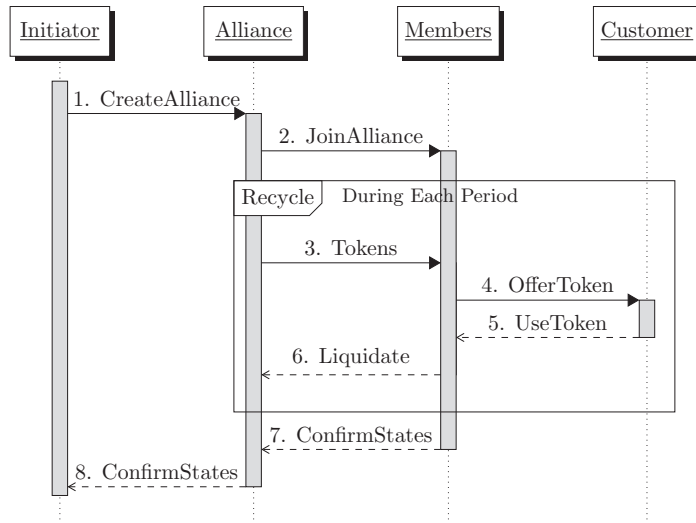 Initiator
Alliance
Members
Customer
1. CreateAlliance
2. JoinAlliance
Recycle
During Each Period
3. Tokens
4. OfferToken
5. UseToken
6. Liquidate
7. ConfirmStates
8. ConfirmStates